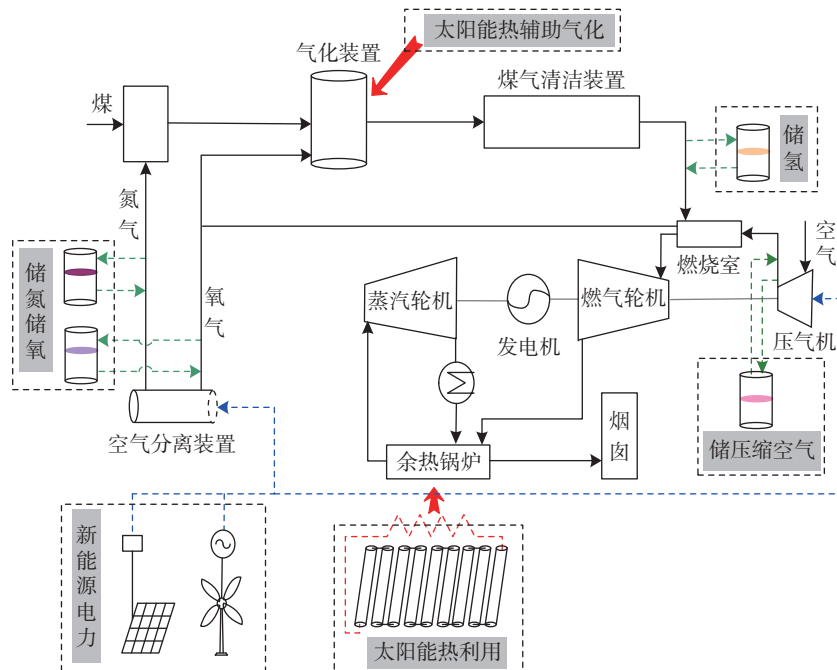 太阳能热辅助气化
气化装置
煤气清洁装置
煤
储氢
氮气
空气
储氮储氧
氧气
燃烧室
蒸汽轮机
燃气轮机
发电机
压气机
空气分离装置
烟囱
余热锅炉
储压缩空气
新能源电力
太阳能热利用